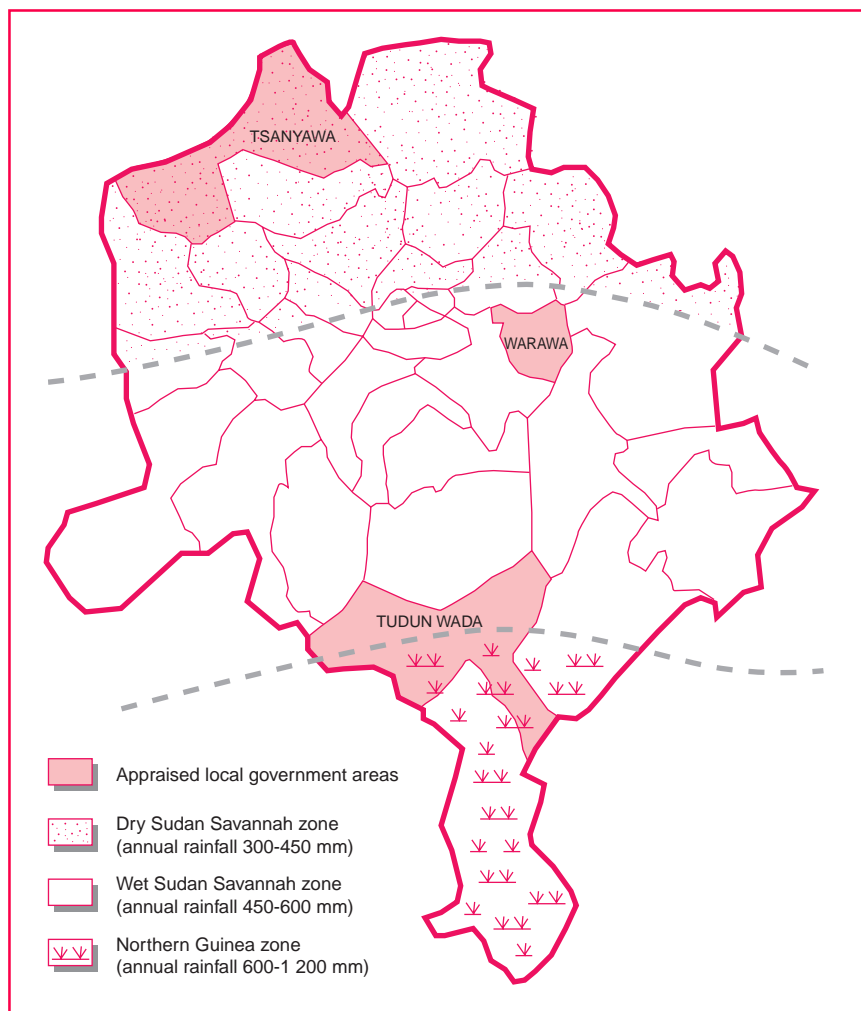 TSANYAWA
WARAWA
TUDUN WADA
Appraised local government areas
Dry Sudan Savannah zone
(annual rainfall 300-450 mm)
Wet Sudan Savannah zone
(annual rainfall 450-600 mm)
Northern Guinea zone
(annual rainfall 600-1 200 mm)